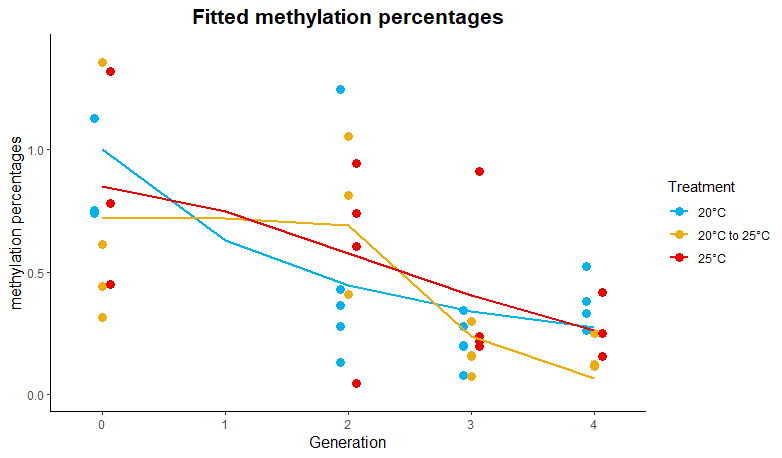 Fitted methylation percentages
methylation percentages
1.0
0.5
0.0
0 1 2 3 4
Generation
Treatment
20°C
20°C to 25°C
25°C